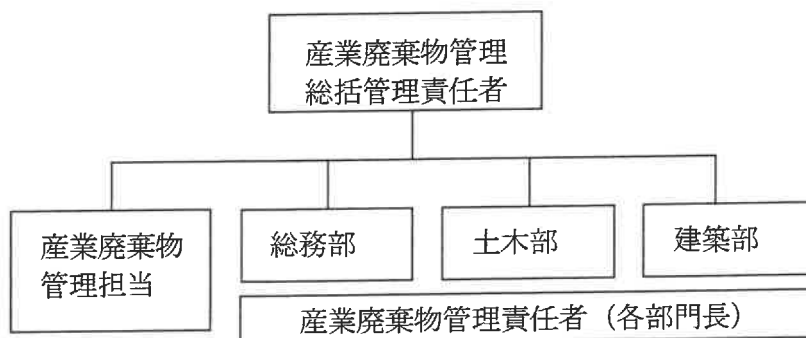 産業廃棄物管理
総括管理責任者
産業廃棄物
管理担当
総務部
土木部
建築部
産業廃棄物管理責任者（各部門長）